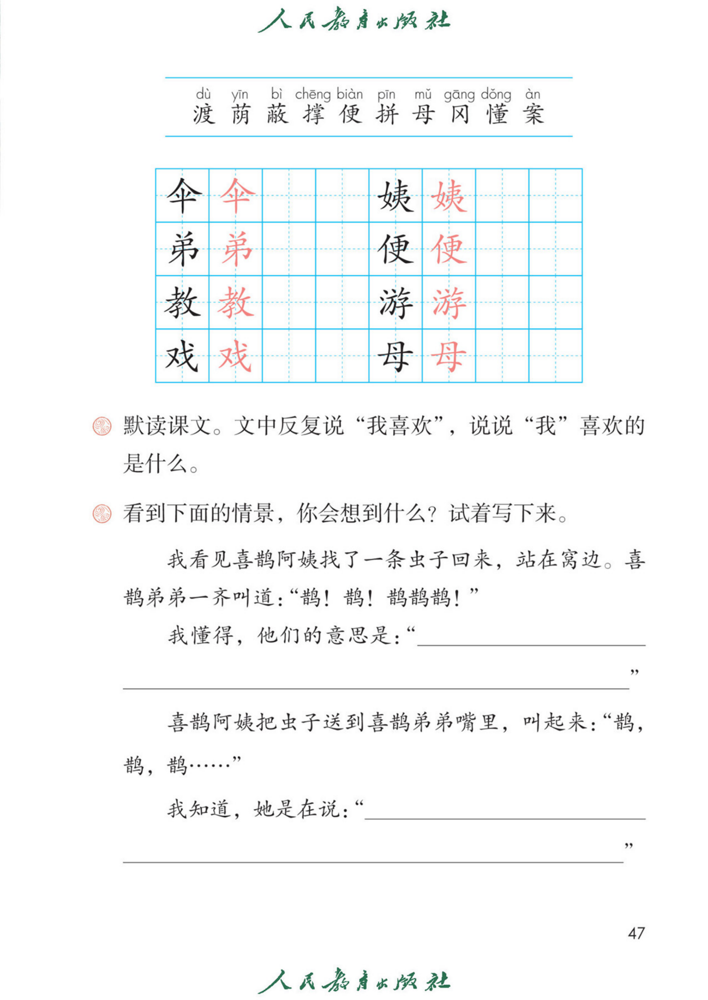 人民教育出版社
dù yīn bì chēng biàn pīn mǔ gāng dǒng àn
渡 荫 蔽 撑 便 拼 母 冈 懂 案
伞 伞 姨 姨
弟 弟 便 便
教 教 游 游
戏 戏 母 母
默读课文。文中反复说“我喜欢”，说说“我”喜欢的
是什么。
看到下面的情景，你会想到什么？试着写下来。
我看见喜鹊阿姨找了一条虫子回来，站在窝边。喜
鹊弟弟一齐叫道：“鹊！鹊！鹊鹊鹊！”
我懂得，他们的意思是：“
”
喜鹊阿姨把虫子送到喜鹊弟弟嘴里，叫起来：“鹊，
鹊，鹊……”
我知道，她是在说：“
”
47
人民教育出版社